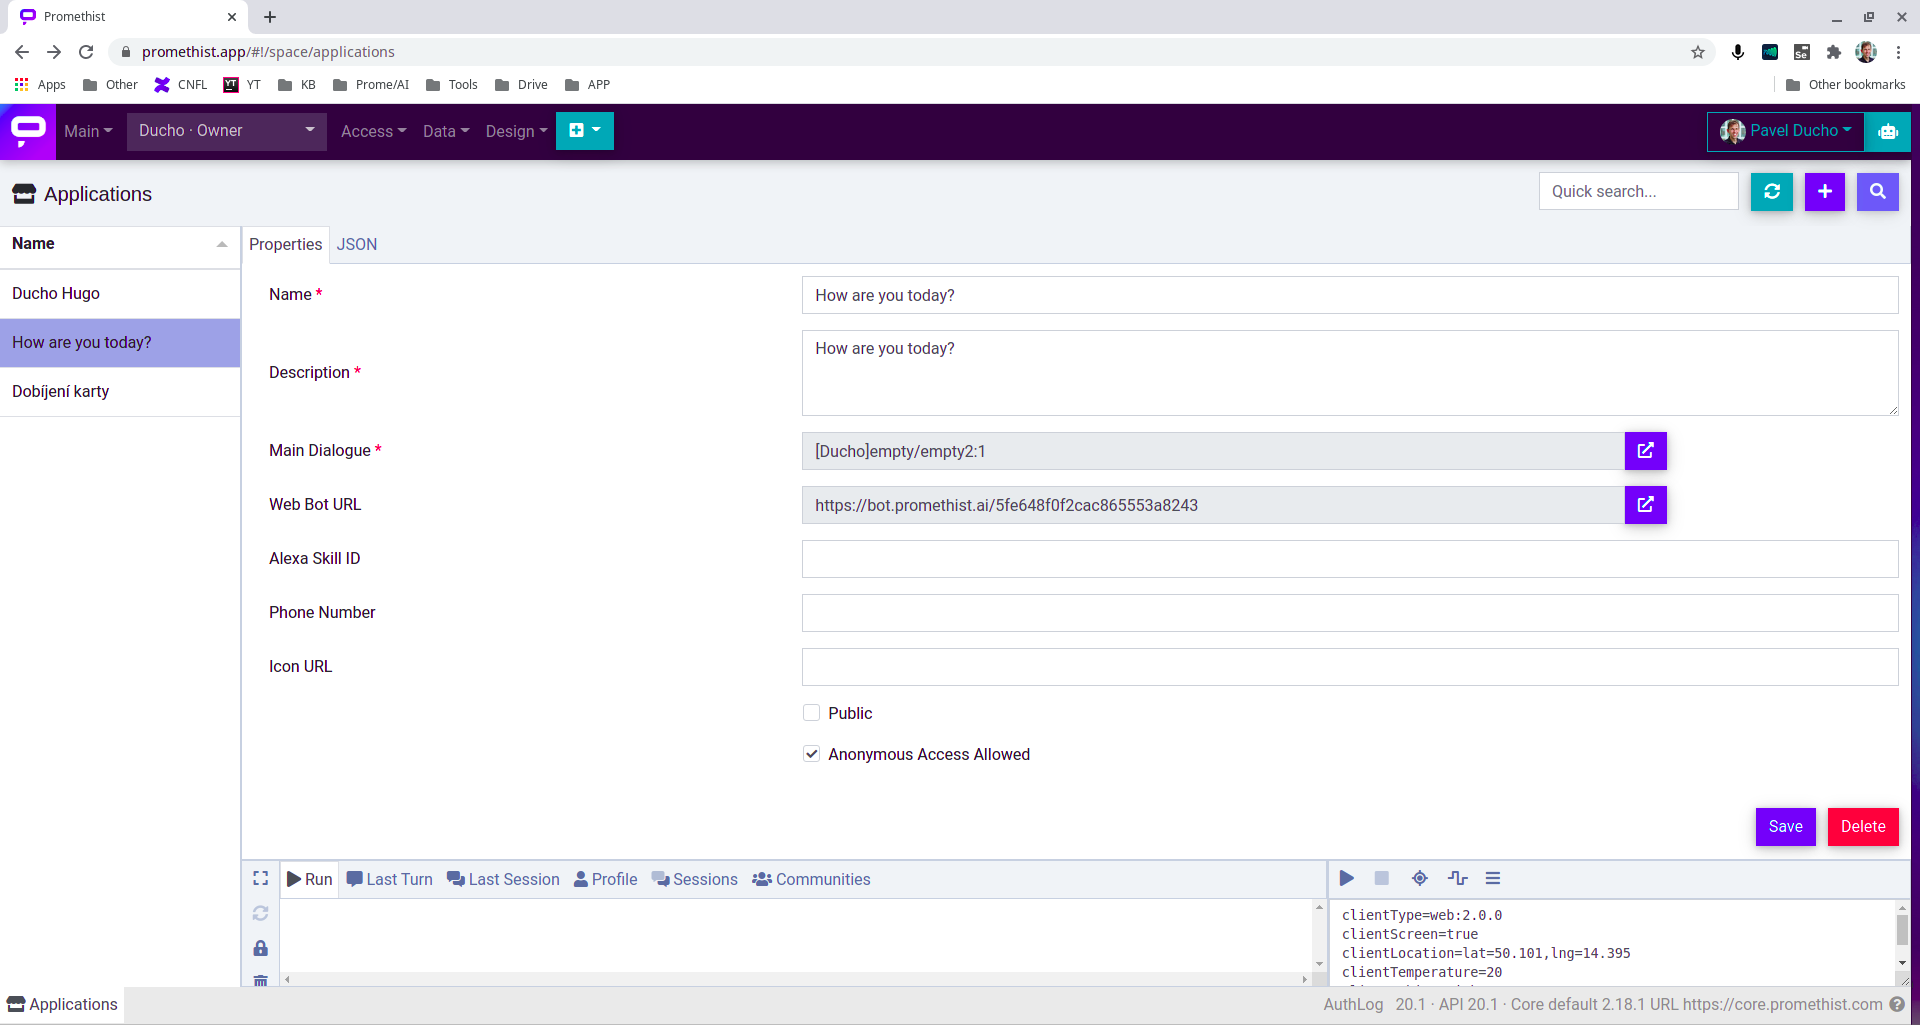 Promethist
promethist.app/#!/space/applications
Apps Other CNFL YT KB Prome/AI Tools Drive APP Other bookmarks
Main Ducho · Owner Access Data Design Pavel Ducho
Applications Quick search...
Name Properties JSON
Ducho Hugo
How are you today?
Dobíjení karty
Name * How are you today?
Description * How are you today?
Main Dialogue * [Ducho]empty/empty2:1
Web Bot URL https://bot.promethist.ai/5fe648f0f2cac865553a8243
Alexa Skill ID
Phone Number
Icon URL
Public
Anonymous Access Allowed
Save Delete
Run Last Turn Last Session Profile Sessions Communities
clientType=web:2.0.0
clientScreen=true
clientLocation=lat=50.101,lng=14.395
clientTemperature=20
Applications AuthLog 20.1 · API 20.1 · Core default 2.18.1 URL https://core.promethist.com